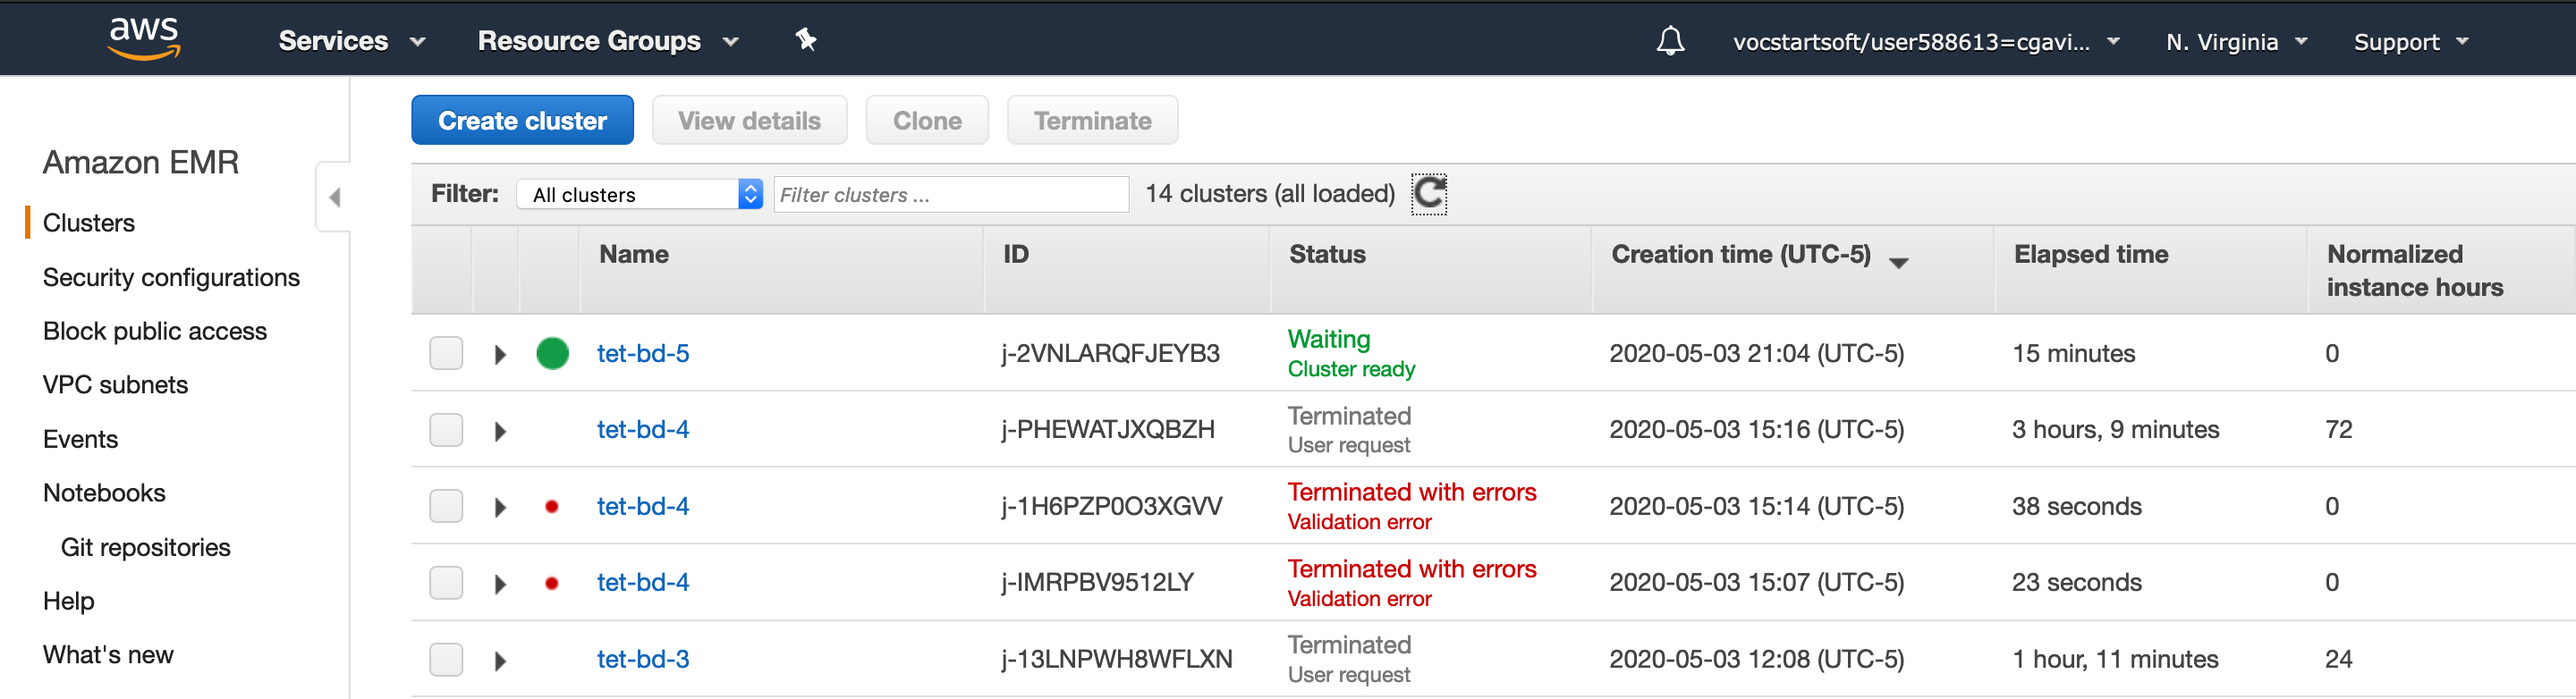 aws Services Resource Groups vocstartsoft/user588613=cgavi... N. Virginia Support
Create cluster View details Clone Terminate
Amazon EMR
Clusters
Security configurations
Block public access
VPC subnets
Events
Notebooks
Git repositories
Help
What's new
Filter: All clusters Filter clusters ... 14 clusters (all loaded)
Name ID Status Creation time (UTC-5) Elapsed time Normalized
instance hours
tet-bd-5 j-2VNLARQFJEYB3 Waiting 2020-05-03 21:04 (UTC-5) 15 minutes 0
Cluster ready
tet-bd-4 j-PHEWATJXQBZH Terminated 2020-05-03 15:16 (UTC-5) 3 hours, 9 minutes 72
User request
tet-bd-4 j-1H6PZP0O3XGVV Terminated with errors 2020-05-03 15:14 (UTC-5) 38 seconds 0
Validation error
tet-bd-4 j-IMRPBV9512LY Terminated with errors 2020-05-03 15:07 (UTC-5) 23 seconds 0
Validation error
tet-bd-3 j-13LNPWH8WFLXN Terminated 2020-05-03 12:08 (UTC-5) 1 hour, 11 minutes 24
User request